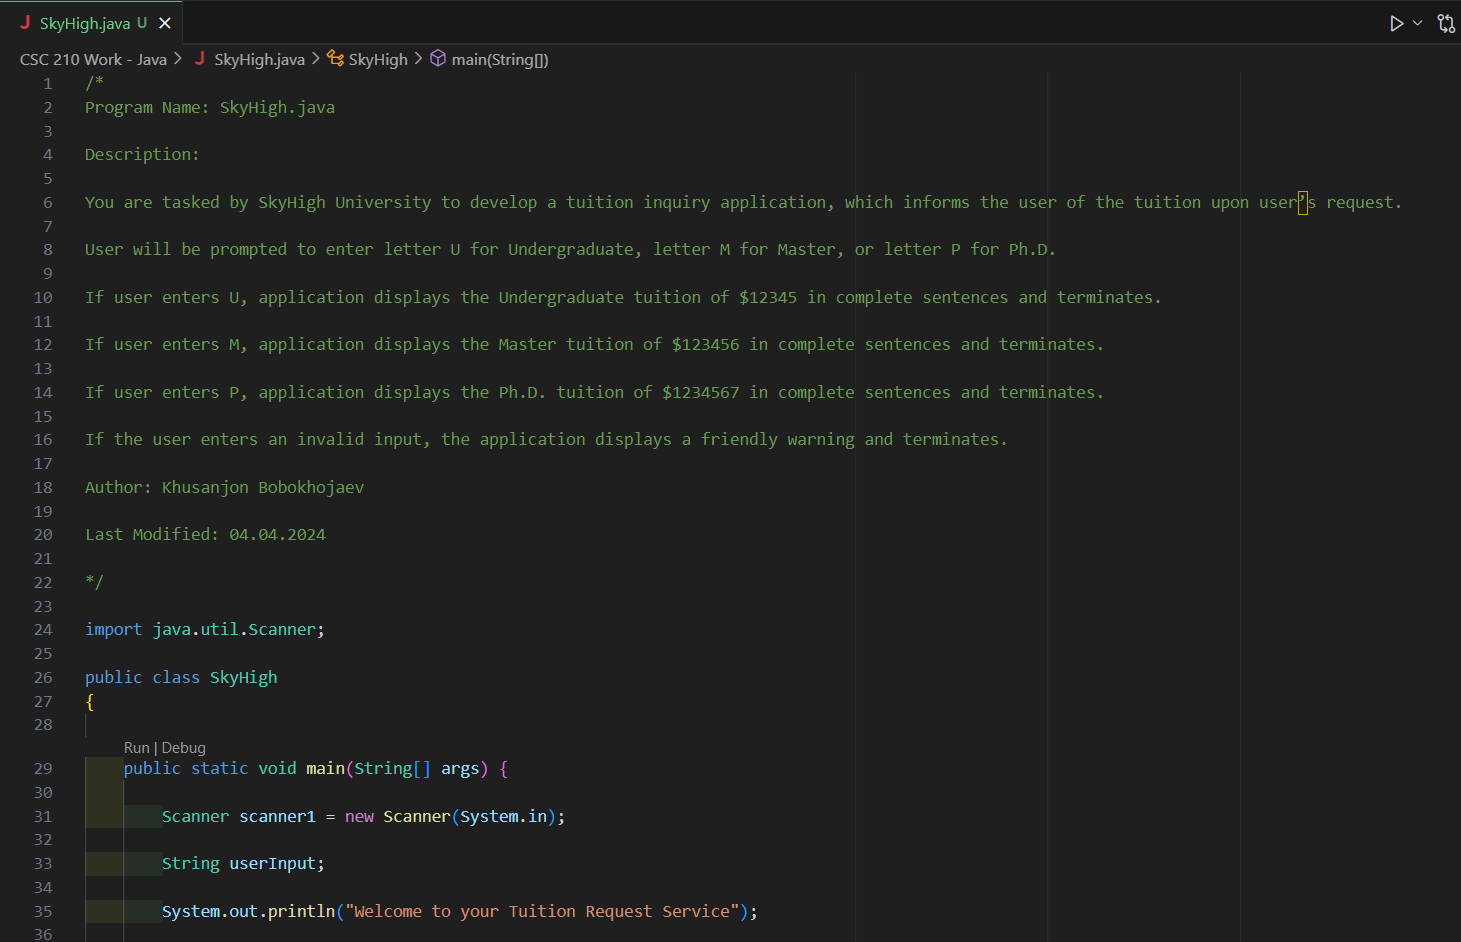 J SkyHigh.java U ×
CSC 210 Work - Java > J SkyHigh.java > SkyHigh > main(String[])
1 /*
2 Program Name: SkyHigh.java
3
4 Description:
5
6 You are tasked by SkyHigh University to develop a tuition inquiry application, which informs the user of the tuition upon user’s request.
7
8 User will be prompted to enter letter U for Undergraduate, letter M for Master, or letter P for Ph.D.
9
10 If user enters U, application displays the Undergraduate tuition of $12345 in complete sentences and terminates.
11
12 If user enters M, application displays the Master tuition of $123456 in complete sentences and terminates.
13
14 If user enters P, application displays the Ph.D. tuition of $1234567 in complete sentences and terminates.
15
16 If the user enters an invalid input, the application displays a friendly warning and terminates.
17
18 Author: Khusanjon Bobokhojaev
19
20 Last Modified: 04.04.2024
21
22 */
23
24 import java.util.Scanner;
25
26 public class SkyHigh
27 {
28
Run | Debug
29 public static void main(String[] args) {
30
31 Scanner scanner1 = new Scanner(System.in);
32
33 String userInput;
34
35 System.out.println("Welcome to your Tuition Request Service");
36